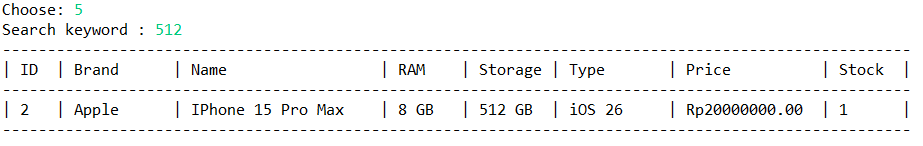 Choose: 5
Search keyword : 512
-----------------------------------------------------------------------------------------------------
| ID  | Brand      | Name                 | RAM    | Storage | Type       | Price          | Stock  |
-----------------------------------------------------------------------------------------------------
| 2   | Apple      | IPhone 15 Pro Max    | 8 GB   | 512 GB  | iOS 26     | Rp20000000.00  | 1      |
-----------------------------------------------------------------------------------------------------